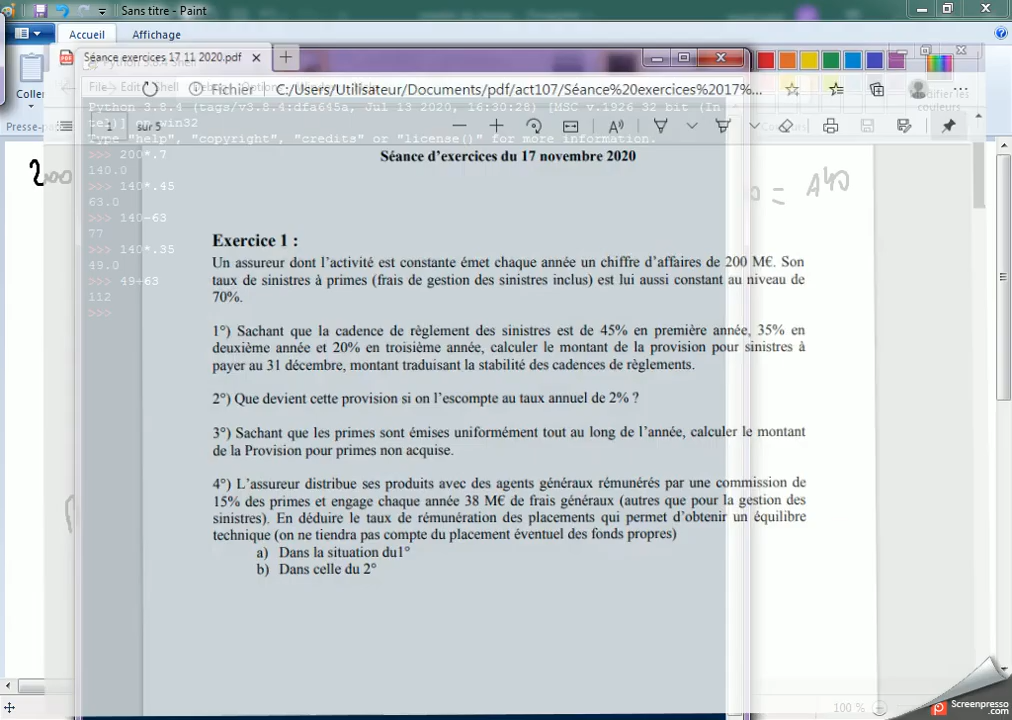 Sans titre - Paint
Accueil Affichage
Séance exercices 17 11 2020.pdf
Python 3.8.4 Shell
Fichier C:/Users/Utilisateur/Documents/pdf/act107/Séance%20exercices%2017%...
couleurs
Python 3.8.4 (tags/v3.8.4:dfa645a, Jul 13 2020, 16:30:28) [MSC v.1926 32 bit (In
tel)] on win32
1 sur 5
Type "help", "copyright", "credits" or "license()" for more information.
>>> 200*.7
140.0
>>> 140*.45
63.0
>>> 140-63
77
>>> 140*.35
49.0
>>> 49+63
112
>>>
Séance d'exercices du 17 novembre 2020
Exercice 1 :
Un assureur dont l'activité est constante émet chaque année un chiffre d'affaires de 200 M€. Son
taux de sinistres à primes (frais de gestion des sinistres inclus) est lui aussi constant au niveau de
70%.
1°) Sachant que la cadence de règlement des sinistres est de 45% en première année, 35% en
deuxième année et 20% en troisième année, calculer le montant de la provision pour sinistres à
payer au 31 décembre, montant traduisant la stabilité des cadences de règlements.
2°) Que devient cette provision si on l'escompte au taux annuel de 2% ?
3°) Sachant que les primes sont émises uniformément tout au long de l'année, calculer le montant
de la Provision pour primes non acquise.
4°) L'assureur distribue ses produits avec des agents généraux rémunérés par une commission de
15% des primes et engage chaque année 38 M€ de frais généraux (autres que pour la gestion des
sinistres). En déduire le taux de rémunération des placements qui permet d'obtenir un équilibre
technique (on ne tiendra pas compte du placement éventuel des fonds propres)
a) Dans la situation du1°
b) Dans celle du 2°
100 %
Screenpresso
.com